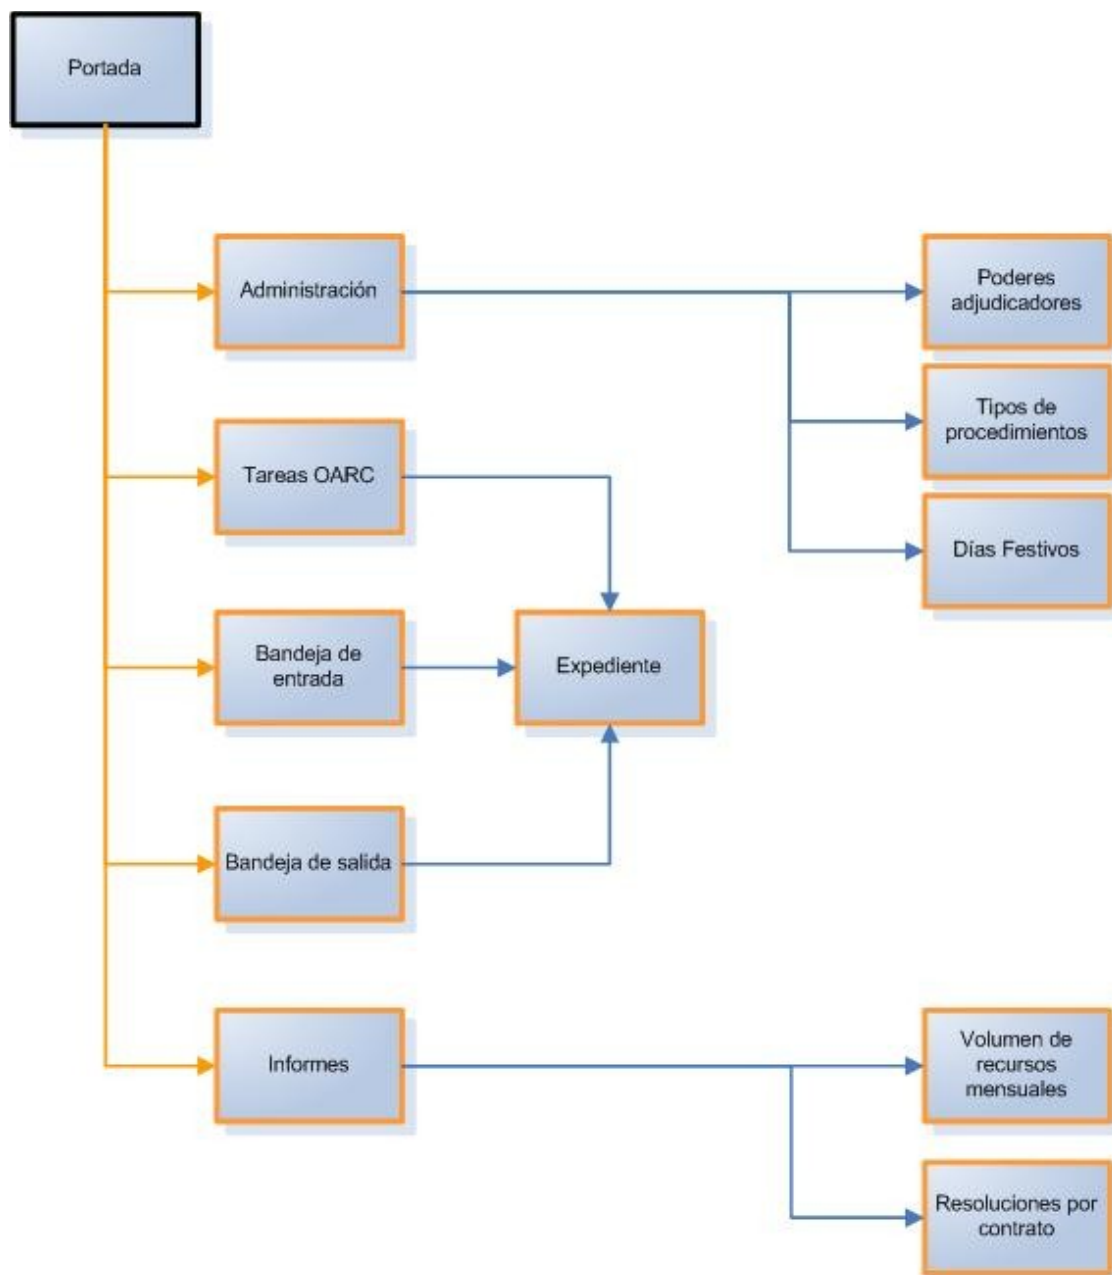 Portada
Administración
Poderes
adjudicadores
Tipos de
procedimientos
Tareas OARC
Días Festivos
Bandeja de
entrada
Expediente
Bandeja de salida
Informes
Volumen de
recursos
mensuales
Resoluciones por
contrato